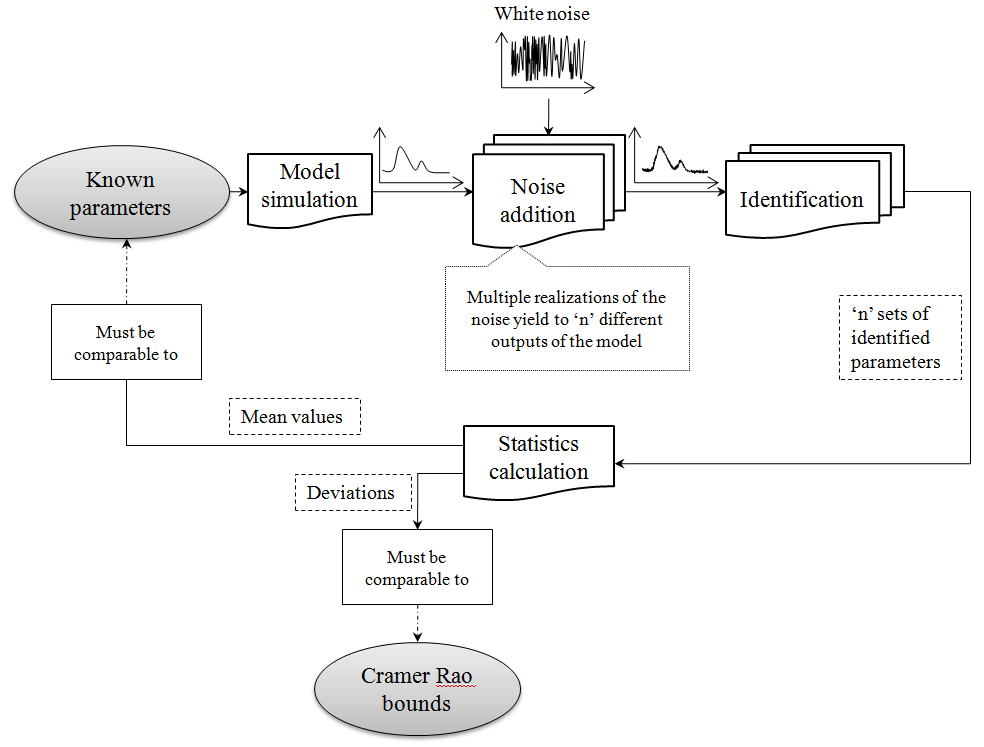 White noise
Known
parameters
Model
simulation
Noise
addition
Identification
Multiple realizations of the
noise yield to ‘n’ different
outputs of the model
‘n’ sets of
identified
parameters
Must be
comparable to
Mean values
Statistics
calculation
Deviations
Must be
comparable to
Cramer Rao
bounds